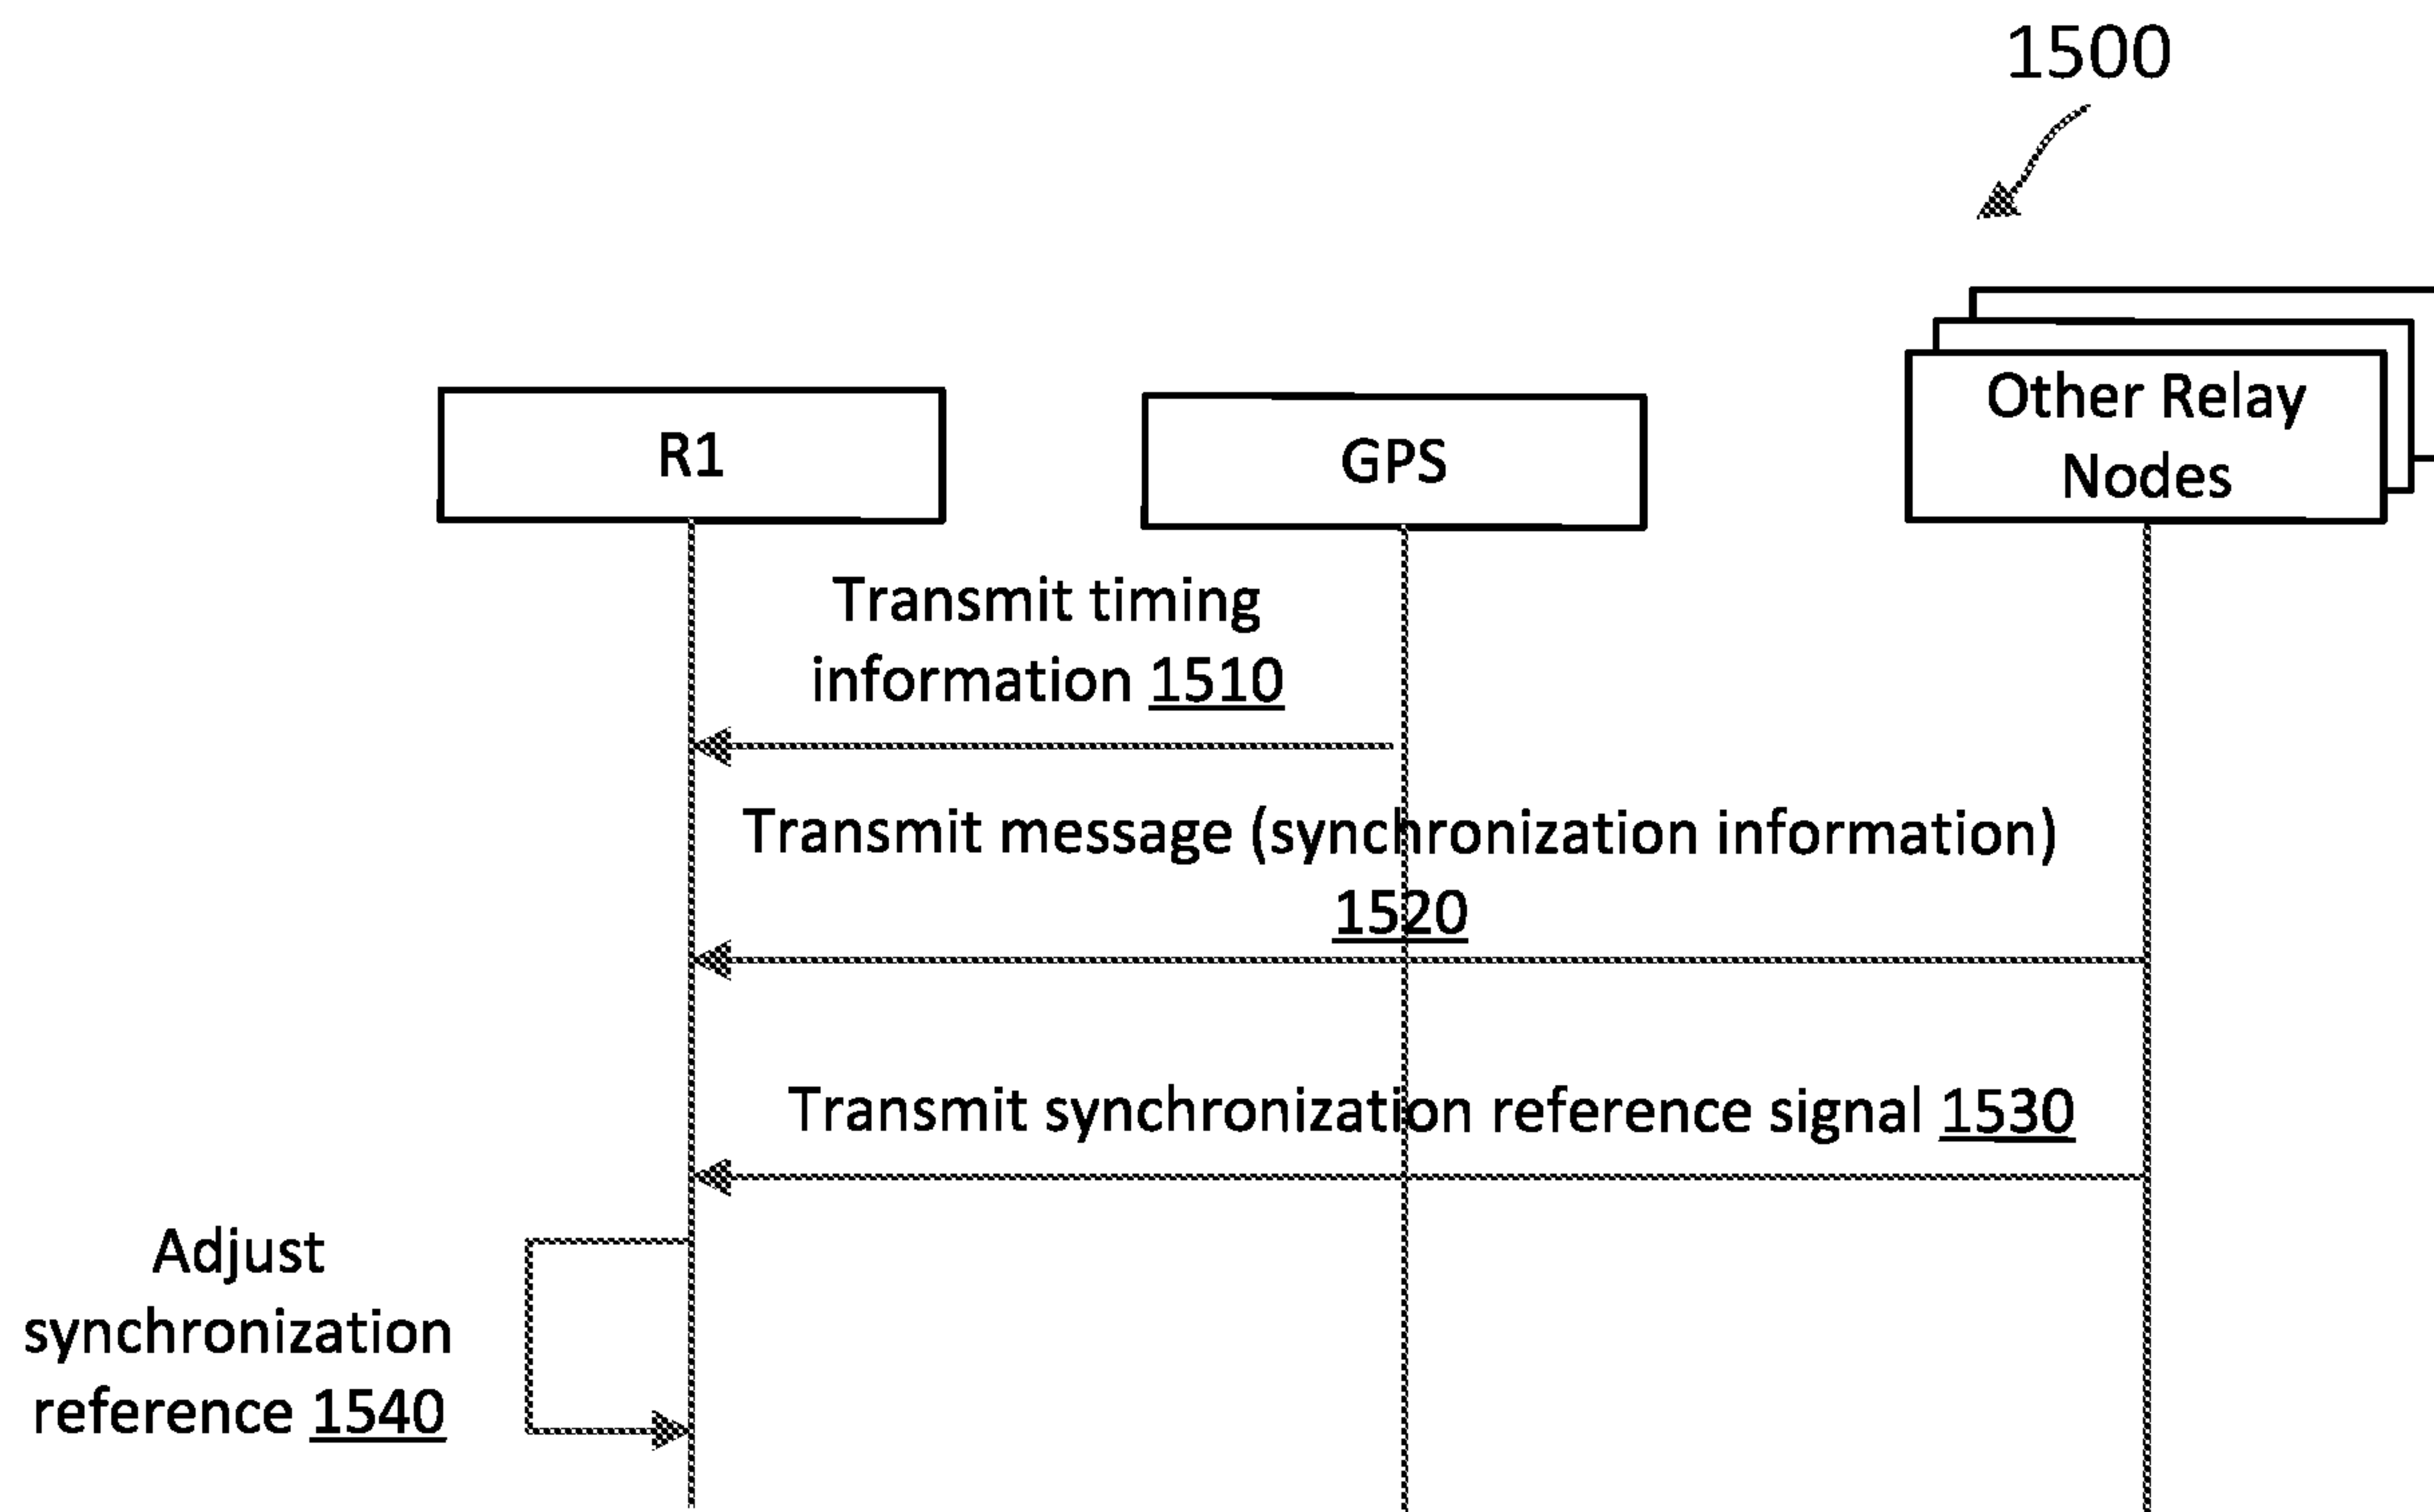 1500
R1
GPS
Other Relay
Nodes
Transmit timing
information 1510
Transmit message (synchronization information)
1520
Transmit synchronization reference signal 1530
Adjust
synchronization
reference 1540